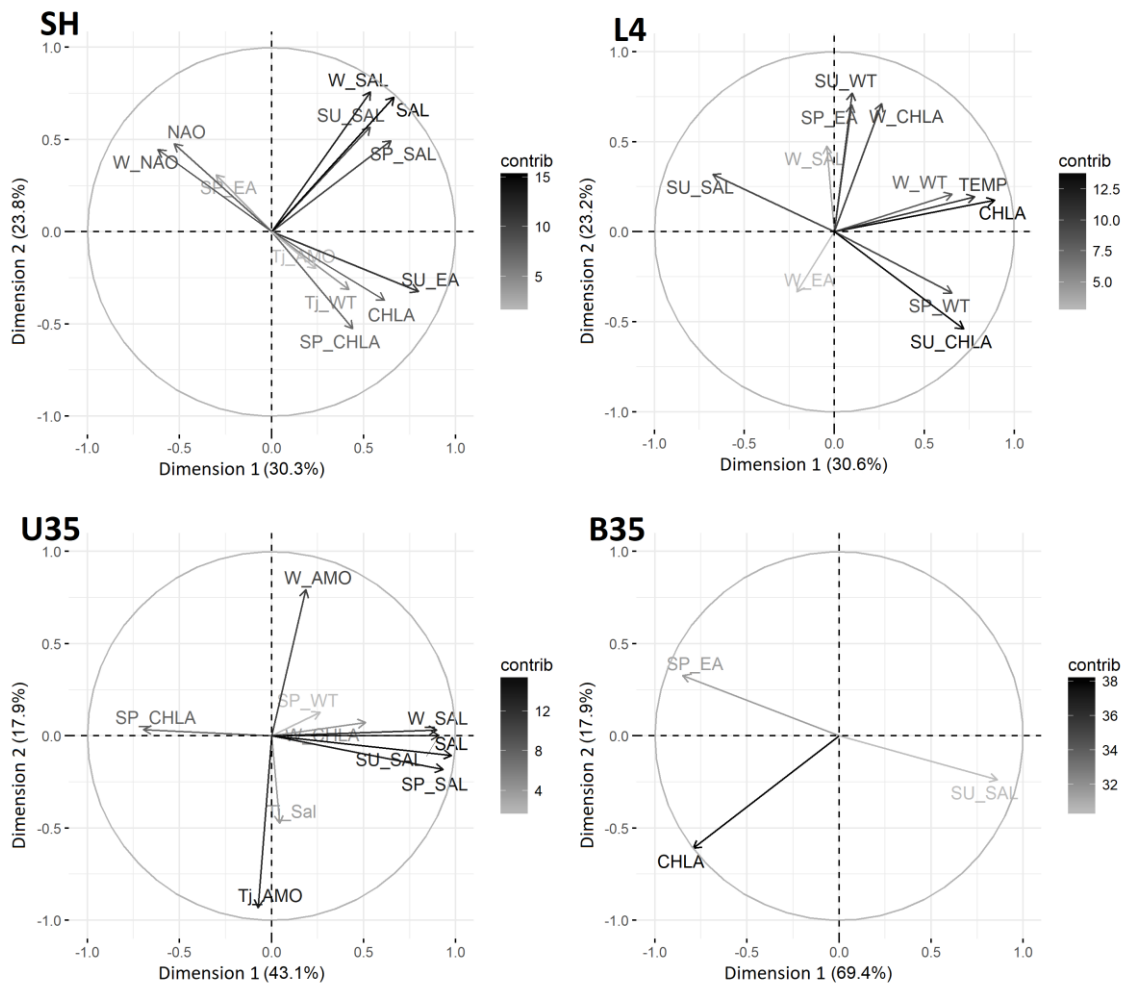 SH
1.0
0.5
0.0
-0.5
-1.0
Dimension 2 (23.8%)
W_SAL
SAL
SU_SAL
SP_SAL
NAO
W_NAO
SP_EA
Tj_AMO
SU_EA
Tj_WT
CHLA
SP_CHLA
-1.0
-0.5
0.0
0.5
1.0
Dimension 1 (30.3%)
contrib
15
10
5
L4
1.0
0.5
0.0
-0.5
-1.0
Dimension 2 (23.2%)
SU_WT
SP_EA
W_CHLA
W_SAL
SU_SAL
W_WT
TEMP
CHLA
W_EA
SP_WT
SU_CHLA
-1.0
-0.5
0.0
0.5
1.0
Dimension 1 (30.6%)
contrib
12.5
10.0
7.5
5.0
U35
1.0
0.5
0.0
-0.5
-1.0
Dimension 2 (17.9%)
W_AMO
SP_WT
SP_CHLA
W_CHLA
W_SAL
SAL
SU_SAL
SP_SAL
_Sal
Tj_AMO
-1.0
-0.5
0.0
0.5
1.0
Dimension 1 (43.1%)
contrib
12
8
4
B35
1.0
0.5
0.0
-0.5
-1.0
Dimension 2 (17.9%)
SP_EA
SU_SAL
CHLA
-1.0
-0.5
0.0
0.5
1.0
Dimension 1 (69.4%)
contrib
38
36
34
32